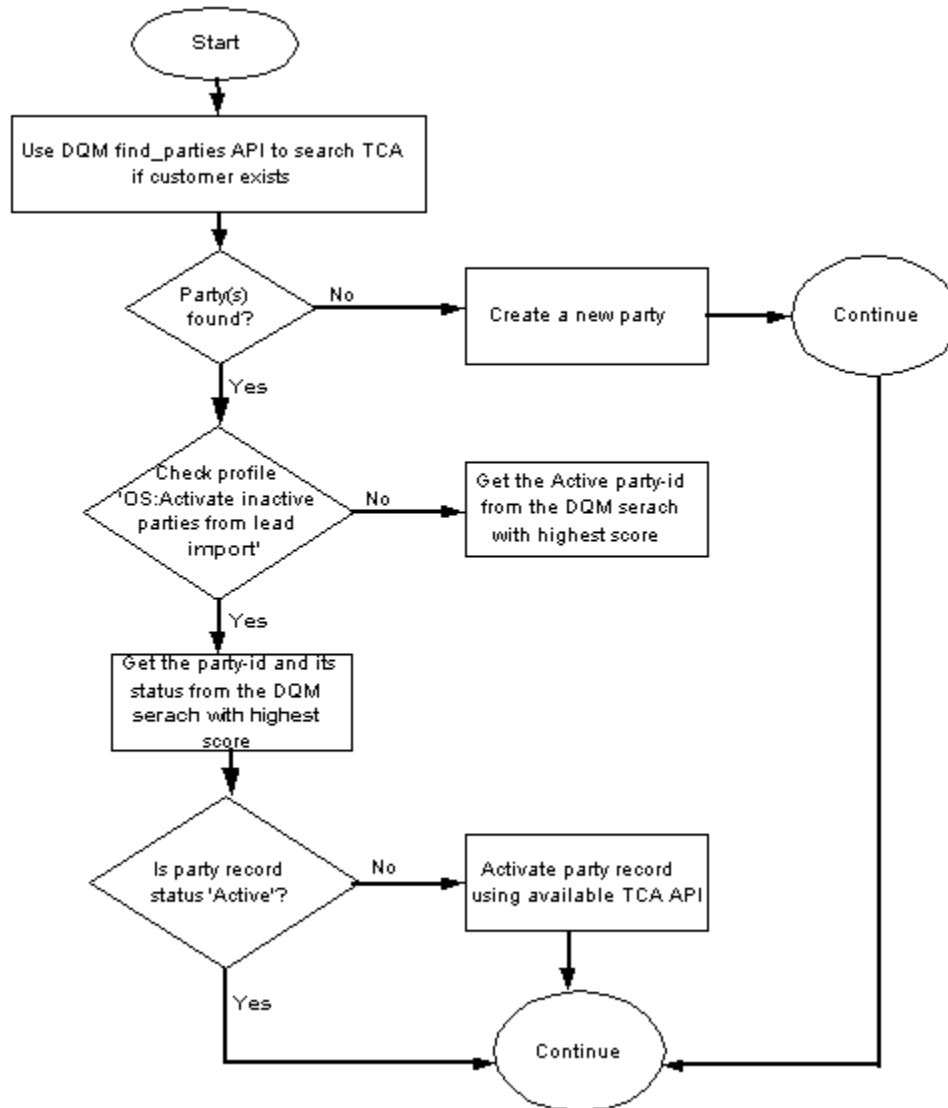 Start
Use DQM find_parties API to search TCA
if customer exists
Party(s)
found?
No
Create a new party
Continue
Yes
Check profile
'OS:Activate inactive
parties from lead
import'
No
Get the Active party-id
from the DQM serach
with highest score
Yes
Get the party-id and its
status from the DQM
serach with highest
score
Is party record
status 'Active'?
No
Activate party record
using available TCA API
Yes
Continue